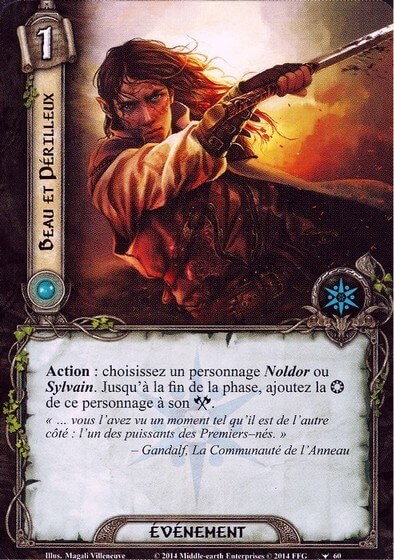 1
BEAU ET PÉRILLEUX
Action : choisissez un personnage Noldor ou
Sylvain. Jusqu'à la fin de la phase, ajoutez la
de ce personnage à son .
« ... vous l'avez vu un moment tel qu'il est de l'autre
côté : l'un des puissants des Premiers–nés. »
– Gandalf, La Communauté de l'Anneau
ÉVÉNEMENT
Illus. Magali Villeneuve © 2014 Middle-earth Enterprises © 2014 FFG 60